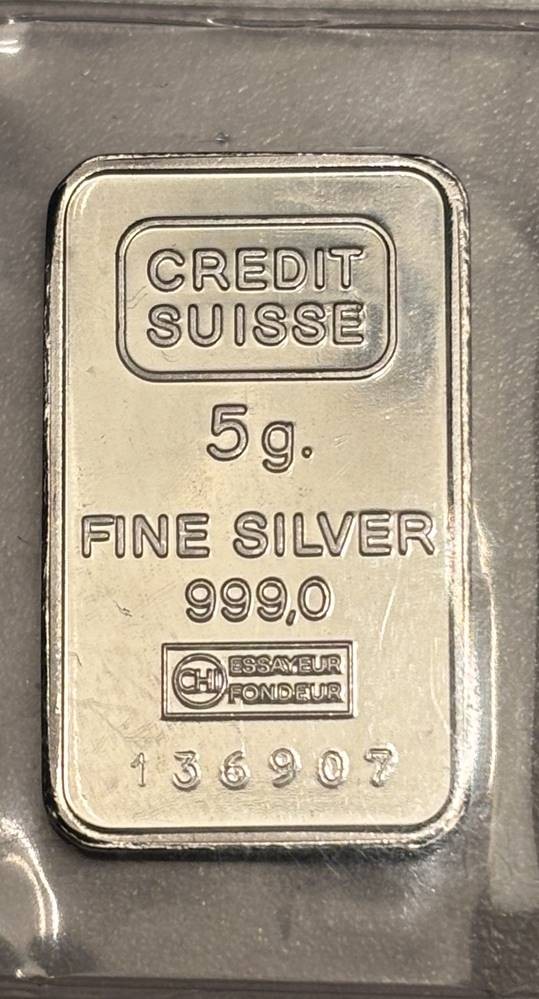 CREDIT
SUISSE
5g.
FINE SILVER
999,0
CHI ESSAYEUR
FONDEUR
136907